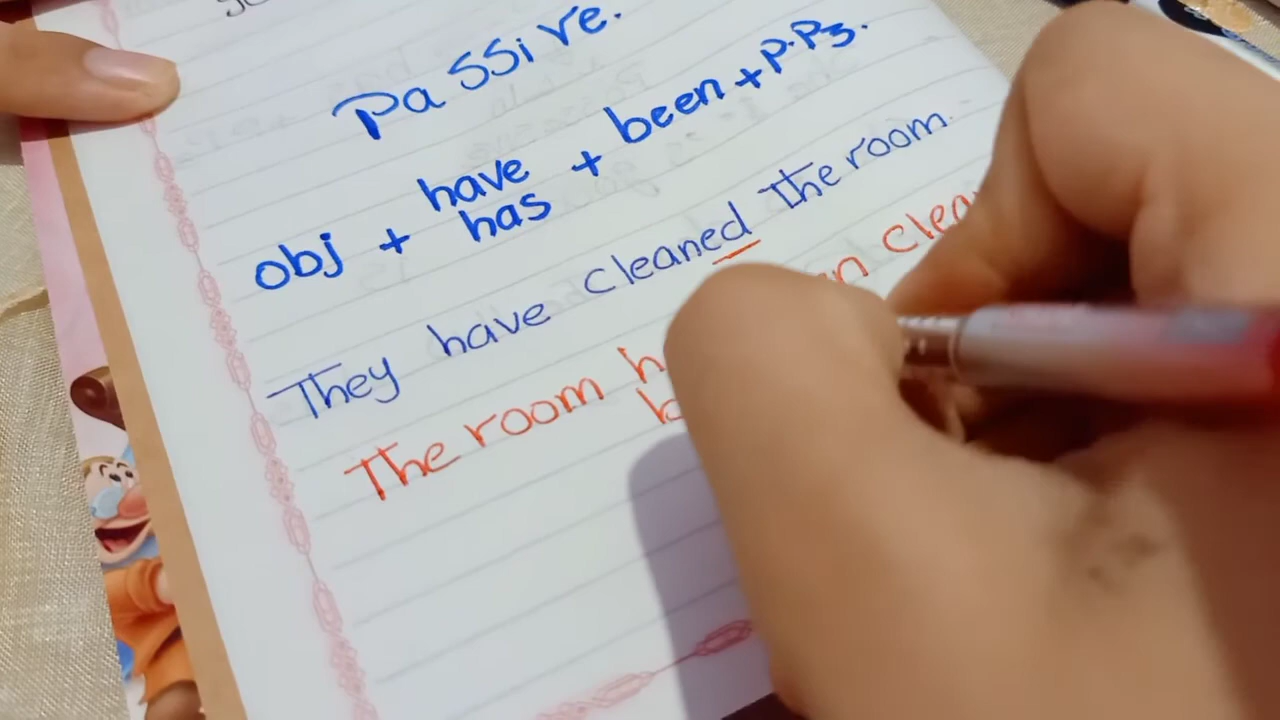 Passive.
obj + have has + been + P.P3.
They have cleaned the room.
The room